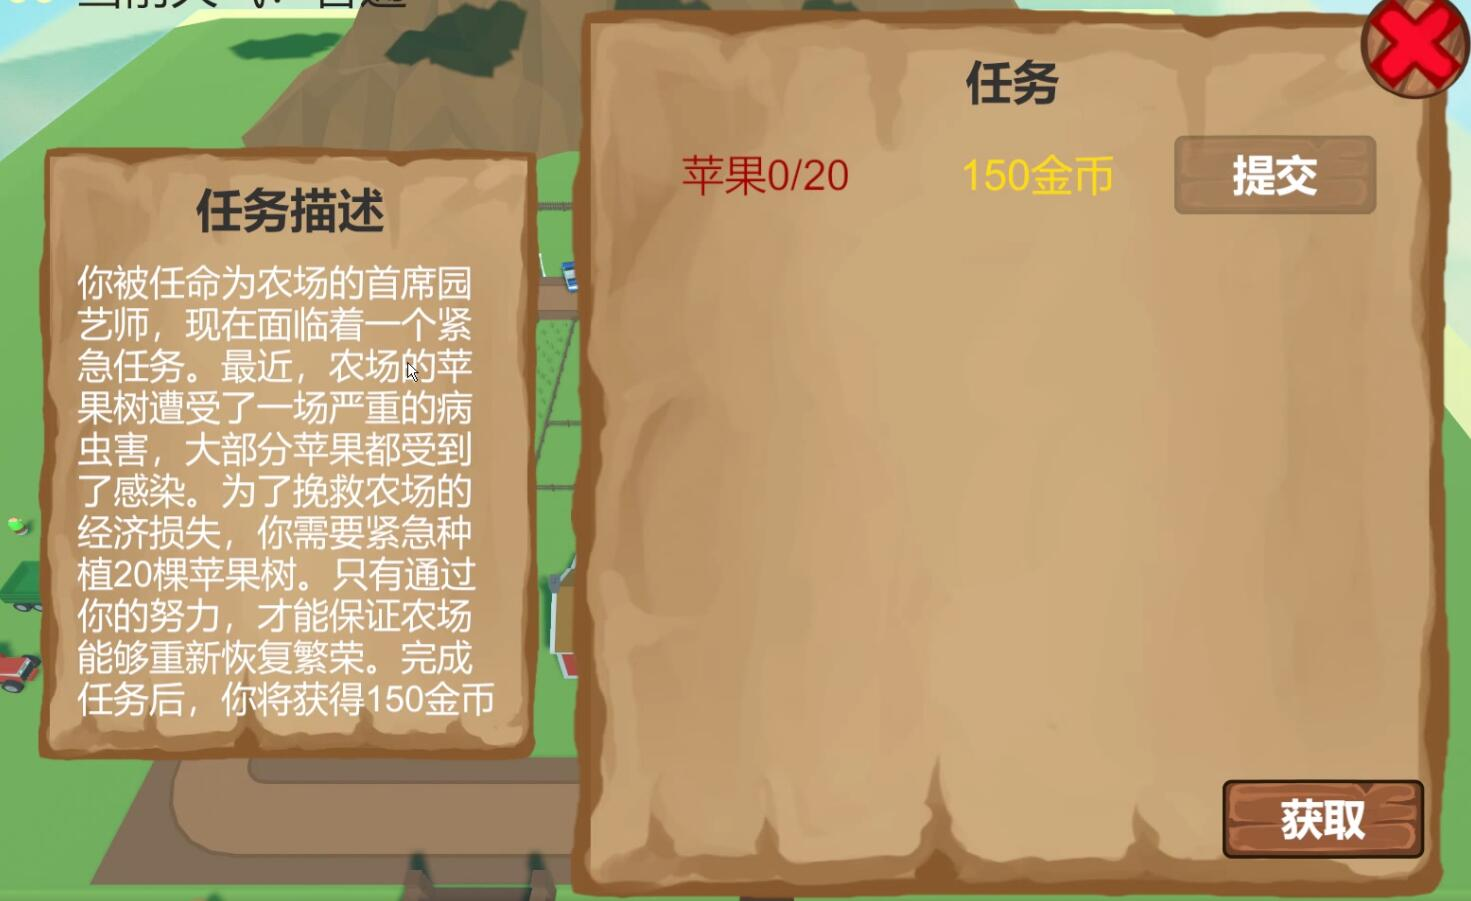 任务描述
你被任命为农场的首席园
艺师，现在面临着一个紧
急任务。最近，农场的苹
果树遭受了一场严重的病
虫害，大部分苹果都受到
了感染。为了挽救农场的
经济损失，你需要紧急种
植20棵苹果树。只有通过
你的努力，才能保证农场
能够重新恢复繁荣。完成
任务后，你将获得150金币
任务
苹果0/20 150金币 提交
获取